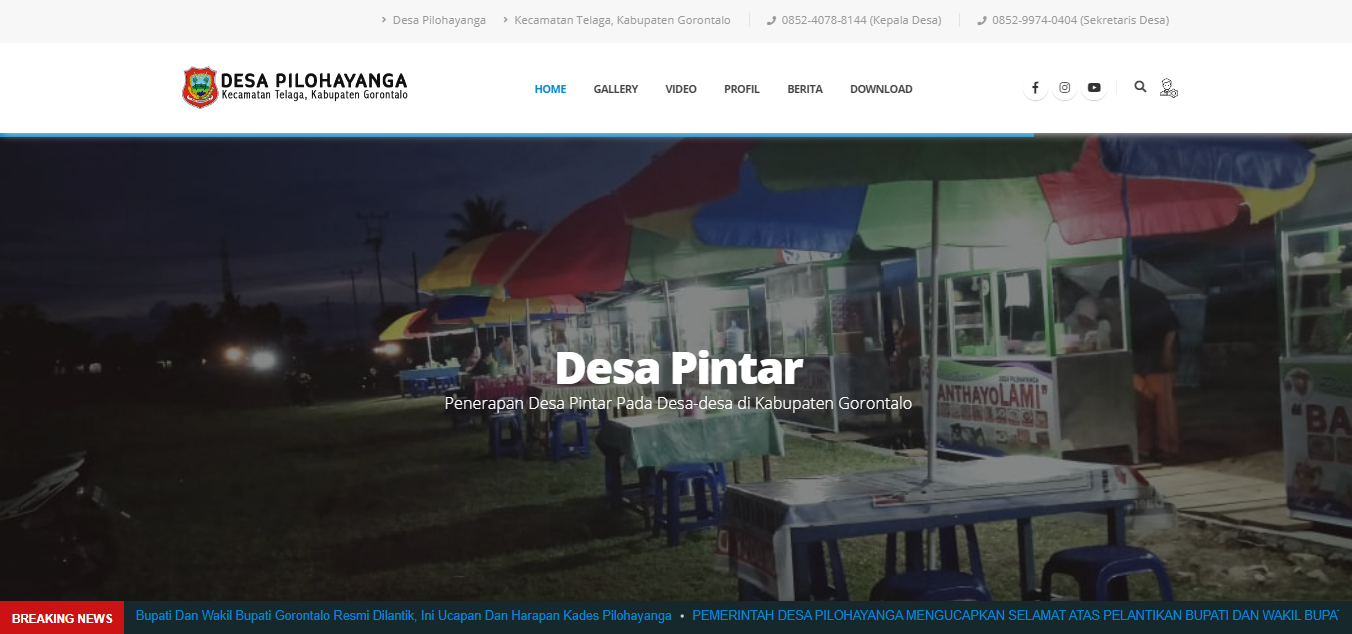 Desa Pilohayanga
Kecamatan Telaga, Kabupaten Gorontalo
0852-4078-8144 (Kepala Desa)
0852-9974-0404 (Sekretaris Desa)
DESA PILOHAYANGA
Kecamatan Telaga, Kabupaten Gorontalo
HOME
GALLERY
VIDEO
PROFIL
BERITA
DOWNLOAD
DESA PILOHAYANGA
ANTHAYOLAMI"
"BA
Desa Pintar
Penerapan Desa Pintar Pada Desa-desa di Kabupaten Gorontalo
BREAKING NEWS
Bupati Dan Wakil Bupati Gorontalo Resmi Dilantik, Ini Ucapan Dan Harapan Kades Pilohayanga • PEMERINTAH DESA PILOHAYANGA MENGUCAPKAN SELAMAT ATAS PELANTIKAN BUPATI DAN WAKIL BUPAT